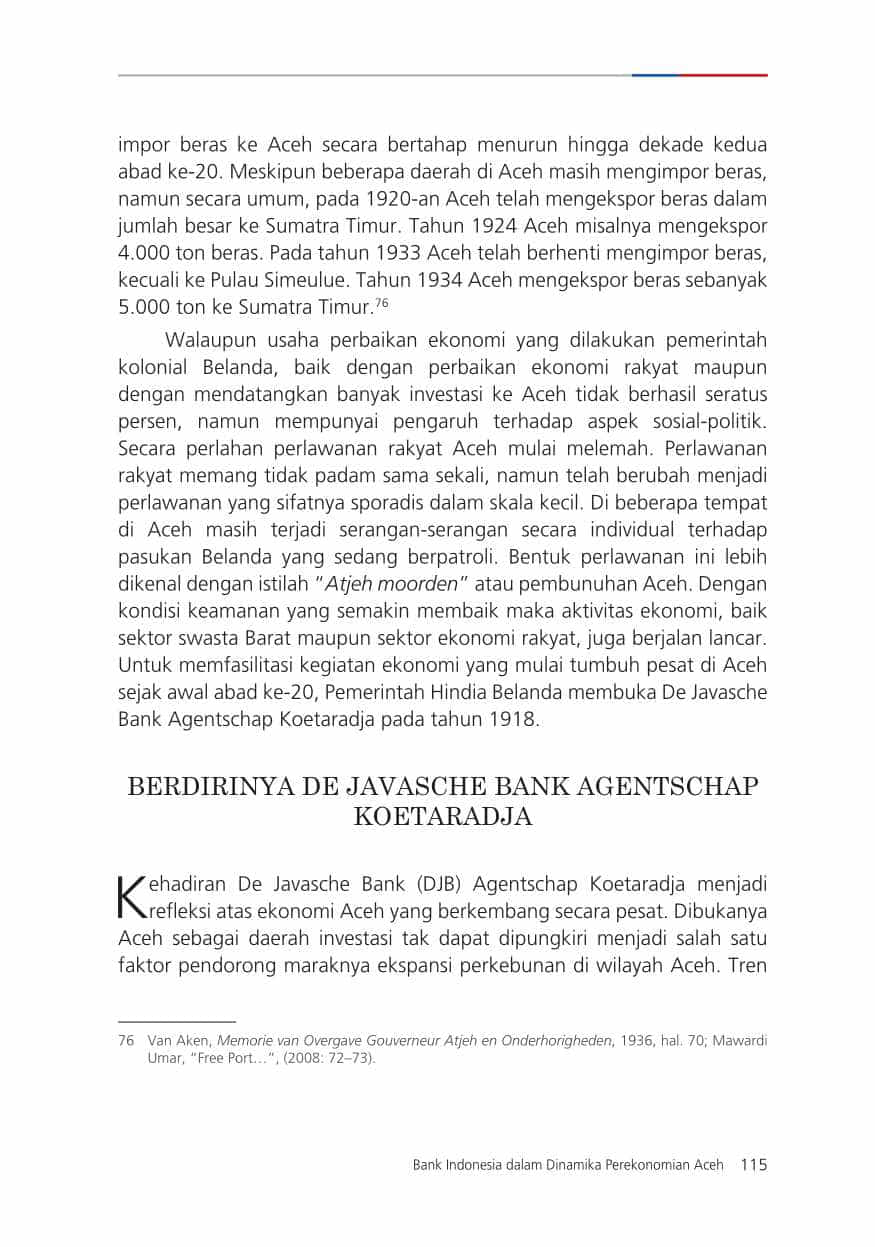 impor beras ke Aceh secara bertahap menurun hingga dekade kedua
abad ke-20. Meskipun beberapa daerah di Aceh masih mengimpor beras,
namun secara umum, pada 1920-an Aceh telah mengekspor beras dalam
jumlah besar ke Sumatra Timur. Tahun 1924 Aceh misalnya mengekspor
4.000 ton beras. Pada tahun 1933 Aceh telah berhenti mengimpor beras,
kecuali ke Pulau Simeulue. Tahun 1934 Aceh mengekspor beras sebanyak
5.000 ton ke Sumatra Timur.76
Walaupun usaha perbaikan ekonomi yang dilakukan pemerintah
kolonial Belanda, baik dengan perbaikan ekonomi rakyat maupun
dengan mendatangkan banyak investasi ke Aceh tidak berhasil seratus
persen, namun mempunyai pengaruh terhadap aspek sosial-politik.
Secara perlahan perlawanan rakyat Aceh mulai melemah. Perlawanan
rakyat memang tidak padam sama sekali, namun telah berubah menjadi
perlawanan yang sifatnya sporadis dalam skala kecil. Di beberapa tempat
di Aceh masih terjadi serangan-serangan secara individual terhadap
pasukan Belanda yang sedang berpatroli. Bentuk perlawanan ini lebih
dikenal dengan istilah “Atjeh moorden” atau pembunuhan Aceh. Dengan
kondisi keamanan yang semakin membaik maka aktivitas ekonomi, baik
sektor swasta Barat maupun sektor ekonomi rakyat, juga berjalan lancar.
Untuk memfasilitasi kegiatan ekonomi yang mulai tumbuh pesat di Aceh
sejak awal abad ke-20, Pemerintah Hindia Belanda membuka De Javasche
Bank Agentschap Koetaradja pada tahun 1918.
BERDIRINYA DE JAVASCHE BANK AGENTSCHAP
KOETARADJA
Kehadiran De Javasche Bank (DJB) Agentschap Koetaradja menjadi
refleksi atas ekonomi Aceh yang berkembang secara pesat. Dibukanya
Aceh sebagai daerah investasi tak dapat dipungkiri menjadi salah satu
faktor pendorong maraknya ekspansi perkebunan di wilayah Aceh. Tren
76 Van Aken, Memorie van Overgave Gouverneur Atjeh en Onderhorigheden, 1936, hal. 70; Mawardi
Umar, “Free Port…”, (2008: 72–73).
Bank Indonesia dalam Dinamika Perekonomian Aceh 115